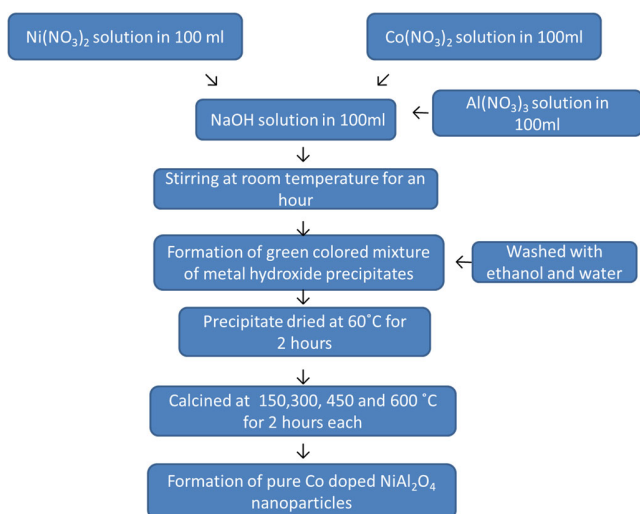 Ni(NO₃)₂ solution in 100 ml
Co(NO₃)₂ solution in 100ml
NaOH solution in 100ml
Al(NO₃)₃ solution in
100ml
Stirring at room temperature for an
hour
Formation of green colored mixture
of metal hydroxide precipitates
Washed with
ethanol and water
Precipitate dried at 60˚C for
2 hours
Calcined at  150,300, 450 and 600 ˚C
for 2 hours each
Formation of pure Co doped NiAl₂O₄
nanoparticles